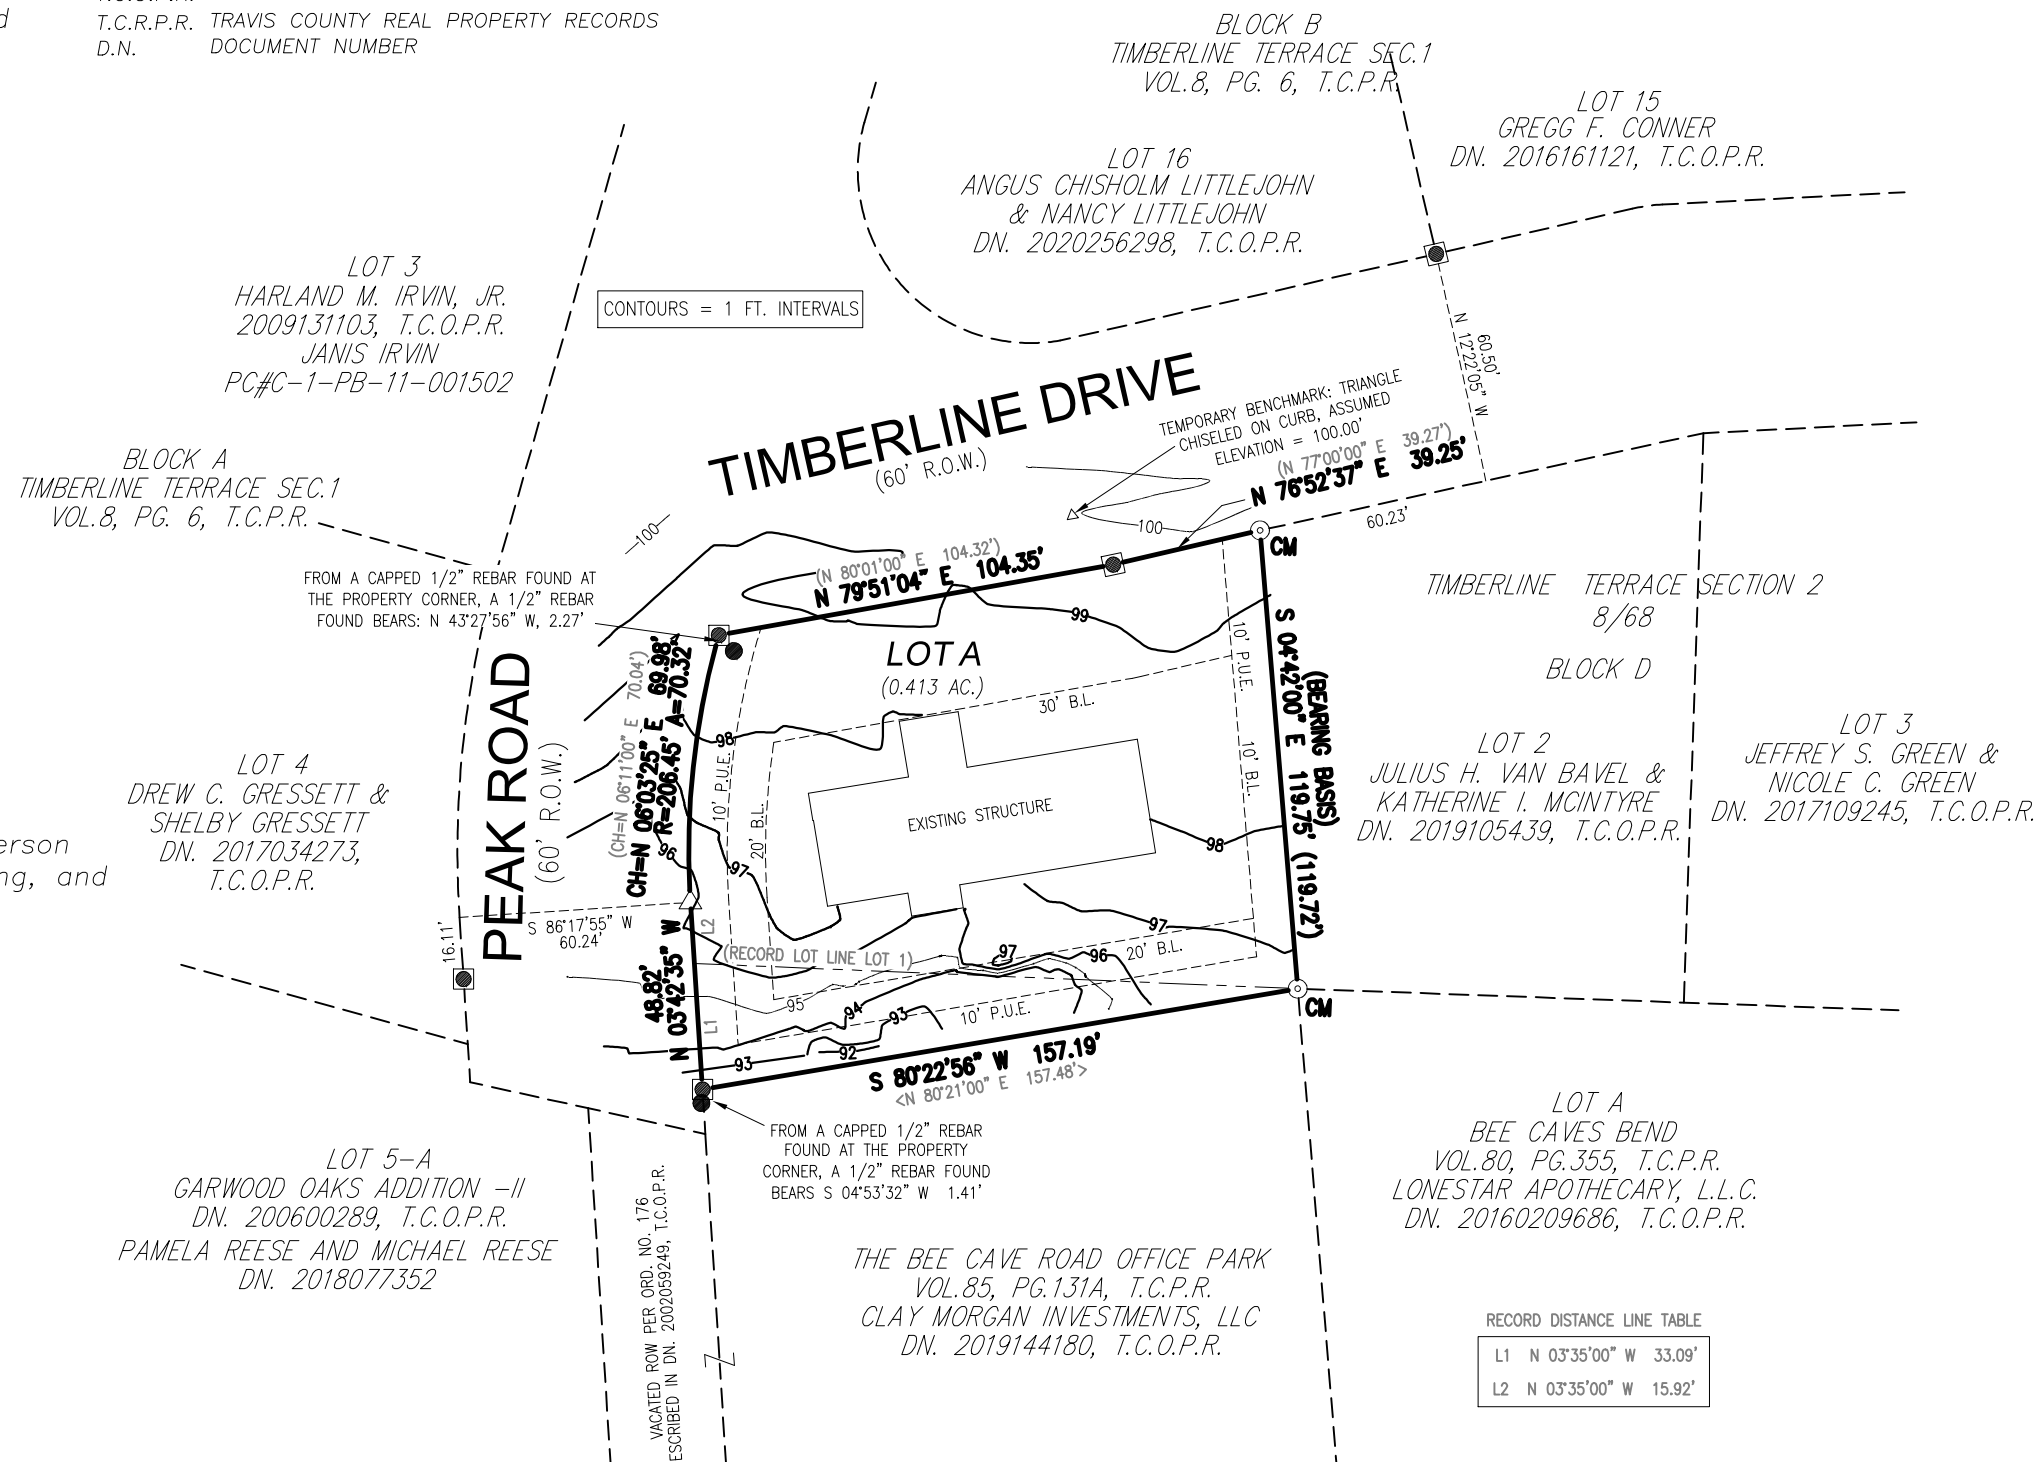 T.C.R.P.R. TRAVIS COUNTY REAL PROPERTY RECORDS
D.N. DOCUMENT NUMBER
BLOCK B
TIMBERLINE TERRACE SEC.1
VOL.8, PG. 6, T.C.P.R.
LOT 15
GREGG F. CONNER
DN. 2016161121, T.C.O.P.R.
LOT 16
ANGUS CHISHOLM LITTLEJOHN
& NANCY LITTLEJOHN
DN. 2020256298, T.C.O.P.R.
LOT 3
HARLAND M. IRVIN, JR.
2009131103, T.C.O.P.R.
JANIS IRVIN
PC#C-1-PB-11-001502
CONTOURS = 1 FT. INTERVALS
60.50'
N 12°22'05" W
TIMBERLINE DRIVE
(60' R.O.W.)
TEMPORARY BENCHMARK: TRIANGLE
CHISELED ON CURB, ASSUMED
ELEVATION = 100.00'
(N 77°00'00" E 39.27')
N 76°52'37" E 39.25'
60.23'
BLOCK A
TIMBERLINE TERRACE SEC.1
VOL.8, PG. 6, T.C.P.R.
100
100
CM
(N 80°01'00" E 104.32')
N 79°51'04" E 104.35'
FROM A CAPPED 1/2" REBAR FOUND AT
THE PROPERTY CORNER, A 1/2" REBAR
FOUND BEARS: N 43°27'56" W, 2.27'
99
TIMBERLINE TERRACE SECTION 2
8/68
BLOCK D
LOT A
(0.413 AC.)
30' B.L.
10' P.U.E.
10' B.L.
S 04°42'00" E 119.75' (119.72')
(BEARING BASIS)
PEAK ROAD
(60' R.O.W.)
(CH=N 06°11'00" E 70.04')
CH=N 06°03'25" E 69.98'
R=206.45' A=70.32'
98
10' P.U.E.
20' B.L.
97
96
EXISTING STRUCTURE
98
97
LOT 2
JULIUS H. VAN BAVEL &
KATHERINE I. MCINTYRE
DN. 2019105439, T.C.O.P.R.
LOT 3
JEFFREY S. GREEN &
NICOLE C. GREEN
DN. 2017109245, T.C.O.P.R.
LOT 4
DREW C. GRESSETT &
SHELBY GRESSETT
DN. 2017034273,
T.C.O.P.R.
erson
ng, and
S 86°17'55" W
60.24'
16.11'
L2
(RECORD LOT LINE LOT 1)
97
96
20' B.L.
48.82'
N 03°42'35" W
L1
95
94
93
10' P.U.E.
CM
92
93
S 80°22'56" W 157.19'
<N 80°21'00" E 157.48'>
FROM A CAPPED 1/2" REBAR
FOUND AT THE PROPERTY
CORNER, A 1/2" REBAR FOUND
BEARS S 04°53'32" W 1.41'
LOT 5-A
GARWOOD OAKS ADDITION -II
DN. 200600289, T.C.O.P.R.
PAMELA REESE AND MICHAEL REESE
DN. 2018077352
VACATED ROW PER ORD. NO. 176
ESCRIBED IN DN. 2002059249, T.C.O.P.R.
THE BEE CAVE ROAD OFFICE PARK
VOL.85, PG.131A, T.C.P.R.
CLAY MORGAN INVESTMENTS, LLC
DN. 2019144180, T.C.O.P.R.
LOT A
BEE CAVES BEND
VOL.80, PG.355, T.C.P.R.
LONESTAR APOTHECARY, L.L.C.
DN. 20160209686, T.C.O.P.R.
RECORD DISTANCE LINE TABLE
L1 N 03°35'00" W 33.09'
L2 N 03°35'00" W 15.92'